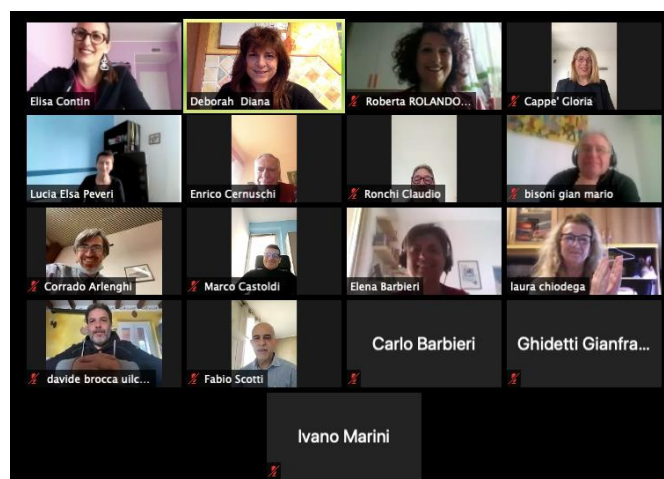 Elisa Contin
Deborah Diana
Roberta ROLANDO...
Cappe' Gloria
Lucia Elsa Peveri
Enrico Cernuschi
Ronchi Claudio
bisoni gian mario
Corrado Arlenghi
Marco Castoldi
Elena Barbieri
laura chiodega
davide brocca uilc...
Fabio Scotti
Carlo Barbieri
Ghidetti Gianfra...
Ivano Marini